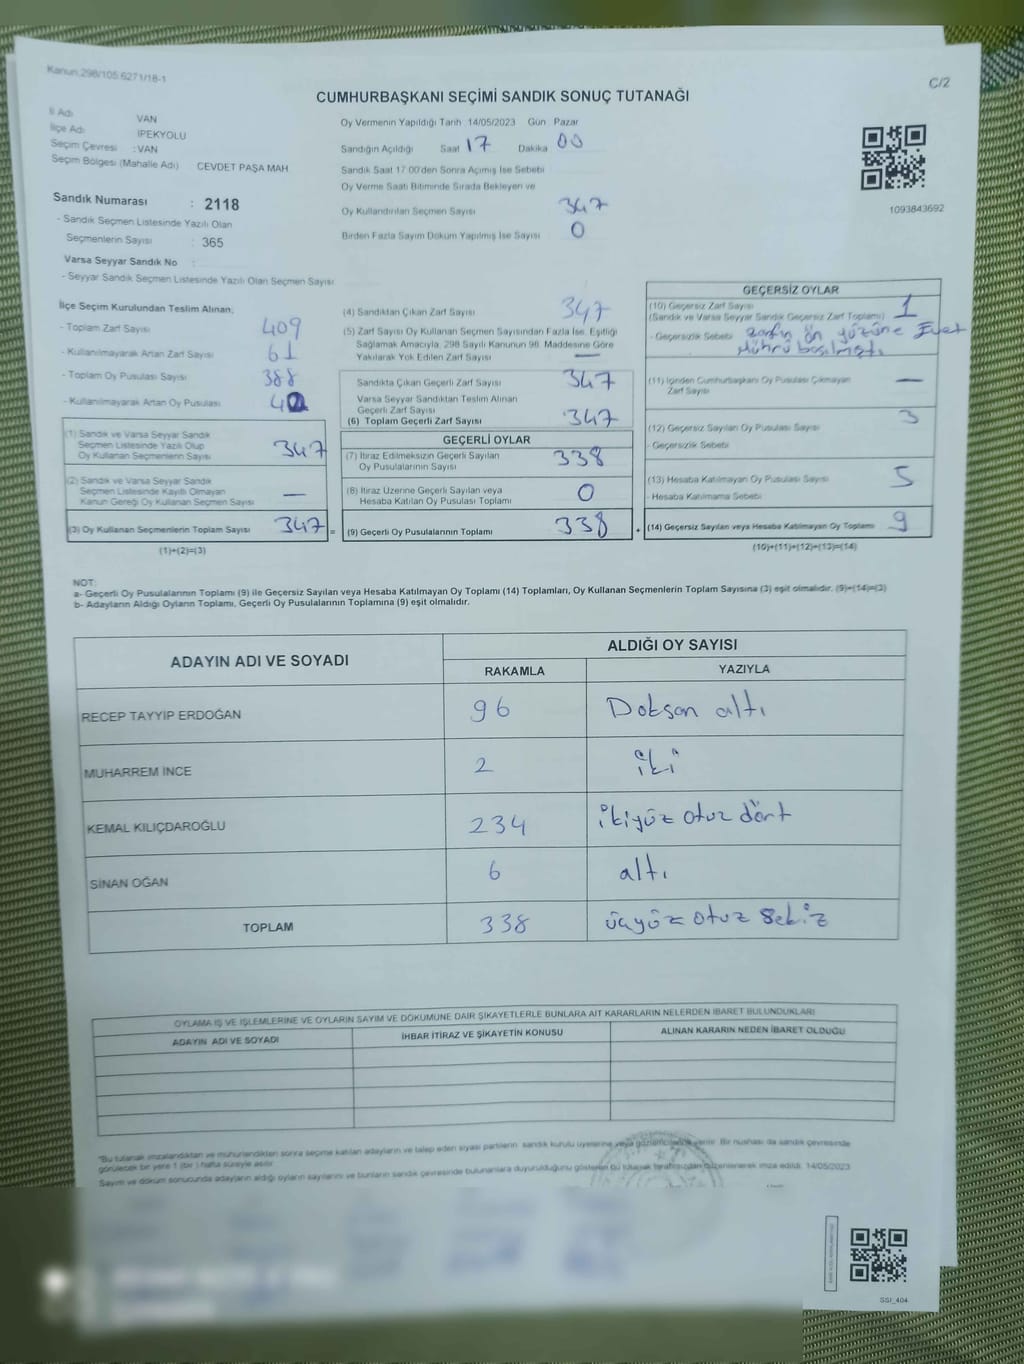 Kanun 298/105 6271/18-1
C/2
CUMHURBAŞKANI SEÇİMİ SANDIK SONUÇ TUTANAĞI
İl Adı VAN
İlçe Adı İPEKYOLU
Seçim Çevresi : VAN
Seçim Bölgesi (Mahalle Adı) CEVDET PAŞA MAH
Sandık Numarası : 2118
- Sandık Seçmen Listesinde Yazılı Olan
Seçmenlerin Sayısı : 365
Varsa Seyyar Sandık No
- Seyyar Sandık Seçmen Listesinde Yazılı Olan Seçmen Sayısı
Oy Vermenin Yapıldığı Tarih 14/05/2023 Gün Pazar
Sandığın Açıldığı Saat 17 Dakika 00
Sandık Saat 17 00'den Sonra Açımış İse Sebebi
Oy Verme Saati Bitiminde Sırada Bekleyen ve
Oy Kullandırılan Seçmen Sayısı 347
Birden Fazla Sayım Döküm Yapılmış İse Sayısı 0
1093843692
İlçe Seçim Kurulundan Teslim Alınan;
- Toplam Zarf Sayısı 409
- Kullanılmayarak Artan Zarf Sayısı 61
- Toplam Oy Pusulası Sayısı 388
- Kullanılmayarak Artan Oy Pusulası
(1) Sandık ve Varsa Seyyar Sandık
Seçmen Listesinde Yazılı Olup
Oy Kullanan Seçmenlerin Sayısı 347
(2) Sandık ve Varsa Seyyar Sandık
Seçmen Listesinde Kayıtlı Olmayan
Kanun Gereği Oy Kullanan Seçmen Sayısı —
(3) Oy Kullanan Seçmenlerin Toplam Sayısı 347 =
(1)+(2)=(3)
(4) Sandıktan Çıkan Zarf Sayısı 347
(5) Zarf Sayısı Oy Kullanan Seçmen Sayısından Fazla İse, Eşitliği
Sağlamak Amacıyla, 298 Sayılı Kanunun 98. Maddesine Göre
Yakılarak Yok Edilen Zarf Sayısı —
Sandıkta Çıkan Geçerli Zarf Sayısı 347
Varsa Seyyar Sandıktan Teslim Alınan
Geçerli Zarf Sayısı
(6) Toplam Geçerli Zarf Sayısı 347
GEÇERLİ OYLAR
(7) İtiraz Edilmeksizin Geçerli Sayılan
Oy Pusulalarının Sayısı 338
(8) İtiraz Üzerine Geçerli Sayılan veya
Hesaba Katılan Oy Pusulası Toplamı 0
(9) Geçerli Oy Pusulalarının Toplamı 338 +
GEÇERSİZ OYLAR
(10) Geçersiz Zarf Sayısı 1
(Sandık ve Varsa Seyyar Sandık Geçersiz Zarf Toplamı)
- Geçersizlik Sebebi Zarfın ön yüzüne Evet
Mührü basılmıştı
(11) İçinden Cumhurbaşkanı Oy Pusulası Çıkmayan
Zarf Sayısı —
(12) Geçersiz Sayılan Oy Pusulası Sayısı 3
- Geçersizlik Sebebi
(13) Hesaba Katılmayan Oy Pusulası Sayısı 5
- Hesaba Katılmama Sebebi
(14) Geçersiz Sayılan veya Hesaba Katılmayan Oy Toplamı 9
(10)+(11)+(12)+(13)=(14)
NOT:
a- Geçerli Oy Pusulalarının Toplamı (9) ile Geçersiz Sayılan veya Hesaba Katılmayan Oy Toplamı (14) Toplamları, Oy Kullanan Seçmenlerin Toplam Sayısına (3) eşit olmalıdır. (9)+(14)=(3)
b- Adayların Aldığı Oyların Toplamı, Geçerli Oy Pusulalarının Toplamına (9) eşit olmalıdır.
ADAYIN ADI VE SOYADI ALDIĞI OY SAYISI
RAKAMLA YAZIYLA
RECEP TAYYİP ERDOĞAN 96 Doksan altı
MUHARREM İNCE 2 iki
KEMAL KILIÇDAROĞLU 234 ikiyüz otuz dört
SİNAN OĞAN 6 altı
TOPLAM 338 üçyüz otuz sekiz
OYLAMA İŞ VE İŞLEMLERİNE VE OYLARIN SAYIM VE DÖKÜMÜNE DAİR ŞİKAYETLERLE BUNLARA AİT KARARLARIN NELERDEN İBARET BULUNDUKLARI
ADAYIN ADI VE SOYADI İHBAR İTİRAZ VE ŞİKAYETİN KONUSU ALINAN KARARIN NEDEN İBARET OLDUĞU
*Bu tutanak imzalandıktan ve mühürlendikten sonra seçime katılan adayların ve talep eden siyasi partilerin sandık kurulu üyelerine veya gözlemcilerine verilir. Bir nüshası da sandık çevresinde
görülecek bir yere 1 (bir) hafta süreyle asılır.
Sayım ve döküm sonucunda adayların aldığı oyların sayılarını ve bunların sandık çevresinde bulunanlara duyurulduğunu gösteren bu tutanak tarafımızdan düzenlenerek imza edildi. 14/05/2023
SSI_404